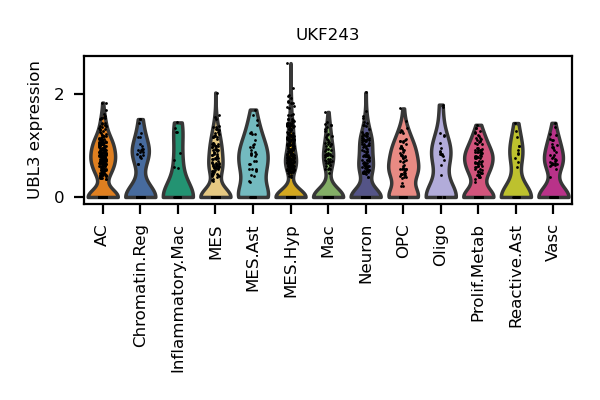 UKF243
UBL3 expression
2
0
AC
Chromatin.Reg
Inflammatory.Mac
MES
MES.Ast
MES.Hyp
Mac
Neuron
OPC
Oligo
Prolif.Metab
Reactive.Ast
Vasc